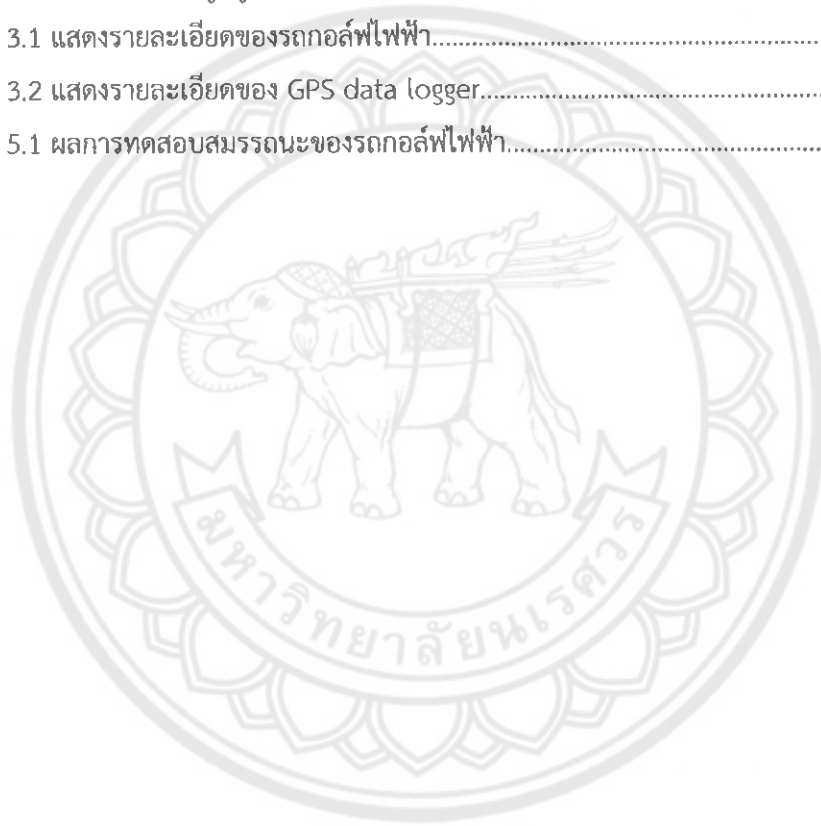 3.1 แสดงรายละเอียดของรถกอล์ฟไฟฟ้า
3.2 แสดงรายละเอียดของ GPS data logger
5.1 ผลการทดสอบสมรรถนะของรถกอล์ฟไฟฟ้า
มหาวิทยาลัยนเรศวร